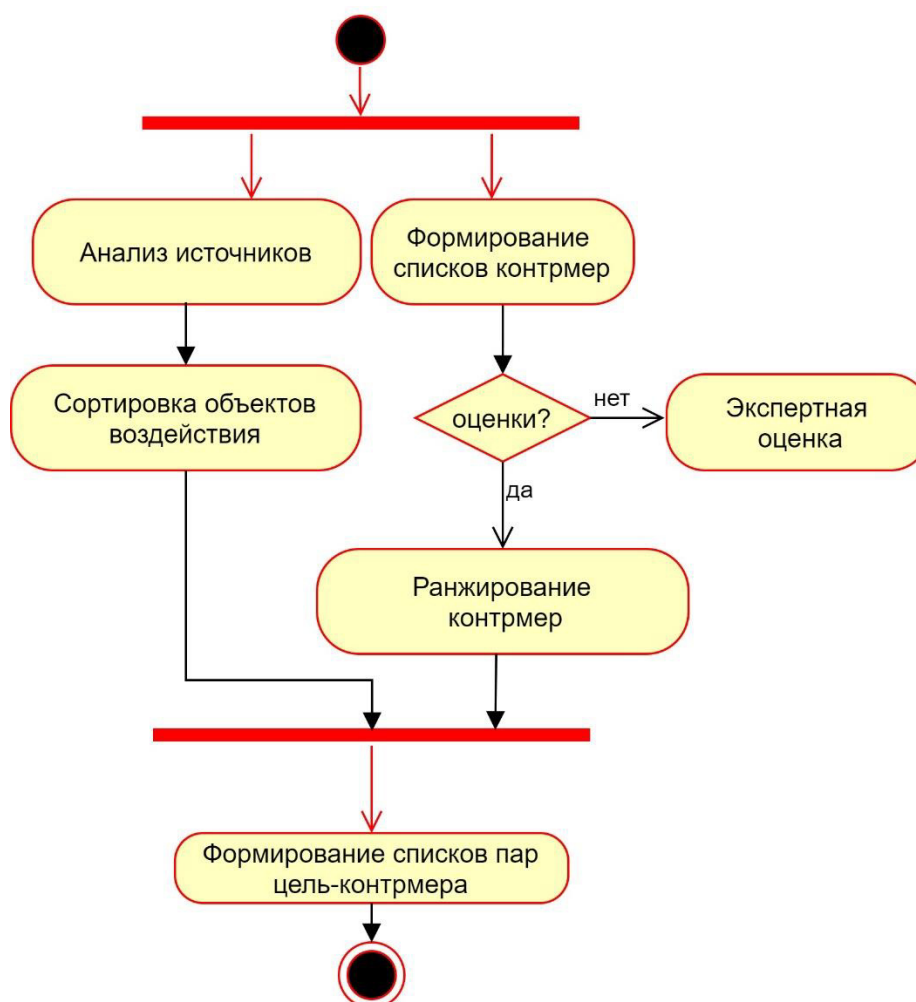 Анализ источников
Формирование
списков контрмер
Сортировка объектов
воздействия
оценки?
нет
Экспертная
оценка
да
Ранжирование
контрмер
Формирование списков пар
цель-контрмера